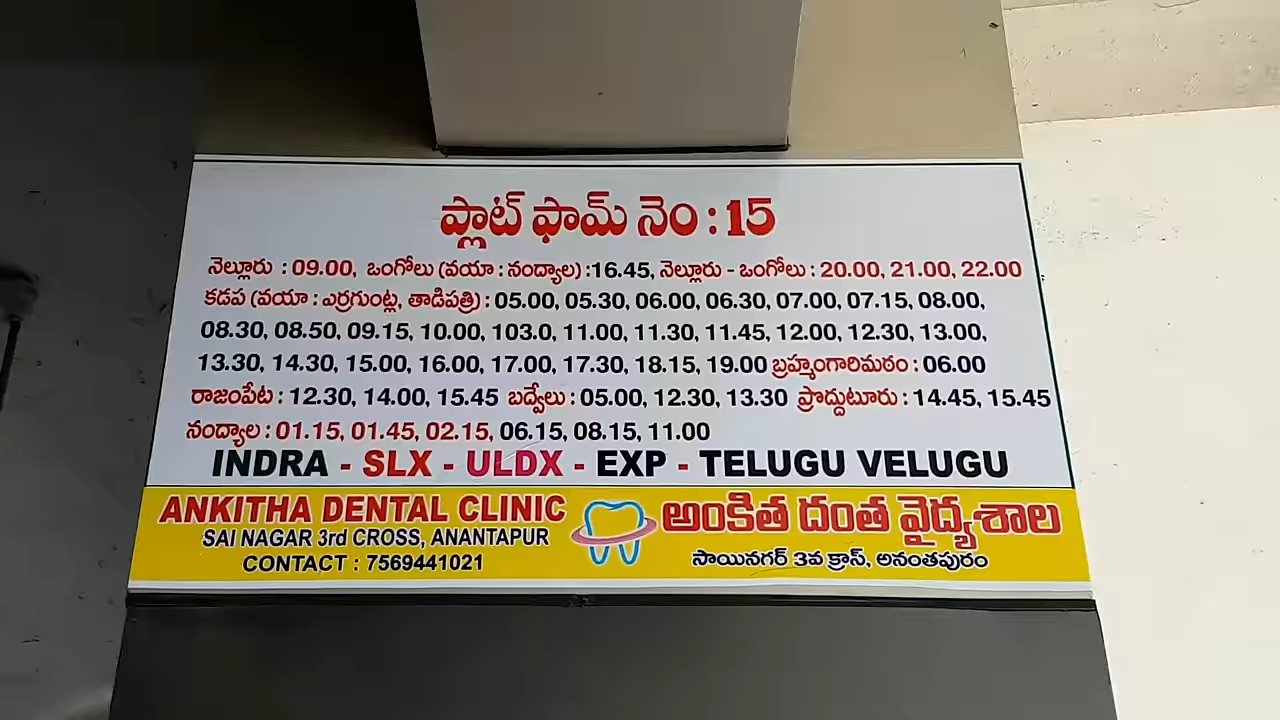 ప్లాట్ ఫామ్ నెం : 15
నెల్లూరు : 09.00, ఒంగోలు (వయా : నంద్యాల) :16.45, నెల్లూరు - ఒంగోలు : 20.00, 21.00, 22.00
కడప (వయా : ఎర్రగుంట్ల, తాడిపత్రి) : 05.00, 05.30, 06.00, 06.30, 07.00, 07.15, 08.00,
08.30, 08.50, 09.15, 10.00, 103.0, 11.00, 11.30, 11.45, 12.00, 12.30, 13.00,
13.30, 14.30, 15.00, 16.00, 17.00, 17.30, 18.15, 19.00 బ్రహ్మంగారిమఠం : 06.00
రాజంపేట : 12.30, 14.00, 15.45 బద్వేలు : 05.00, 12.30, 13.30 ప్రొద్దుటూరు : 14.45, 15.45
నంద్యాల : 01.15, 01.45, 02.15, 06.15, 08.15, 11.00
INDRA - SLX - ULDX - EXP - TELUGU VELUGU
ANKITHA DENTAL CLINIC
SAI NAGAR 3rd CROSS, ANANTAPUR
CONTACT : 7569441021
అంకిత దంత వైద్యశాల
సాయినగర్ 3వ క్రాస్, అనంతపురం